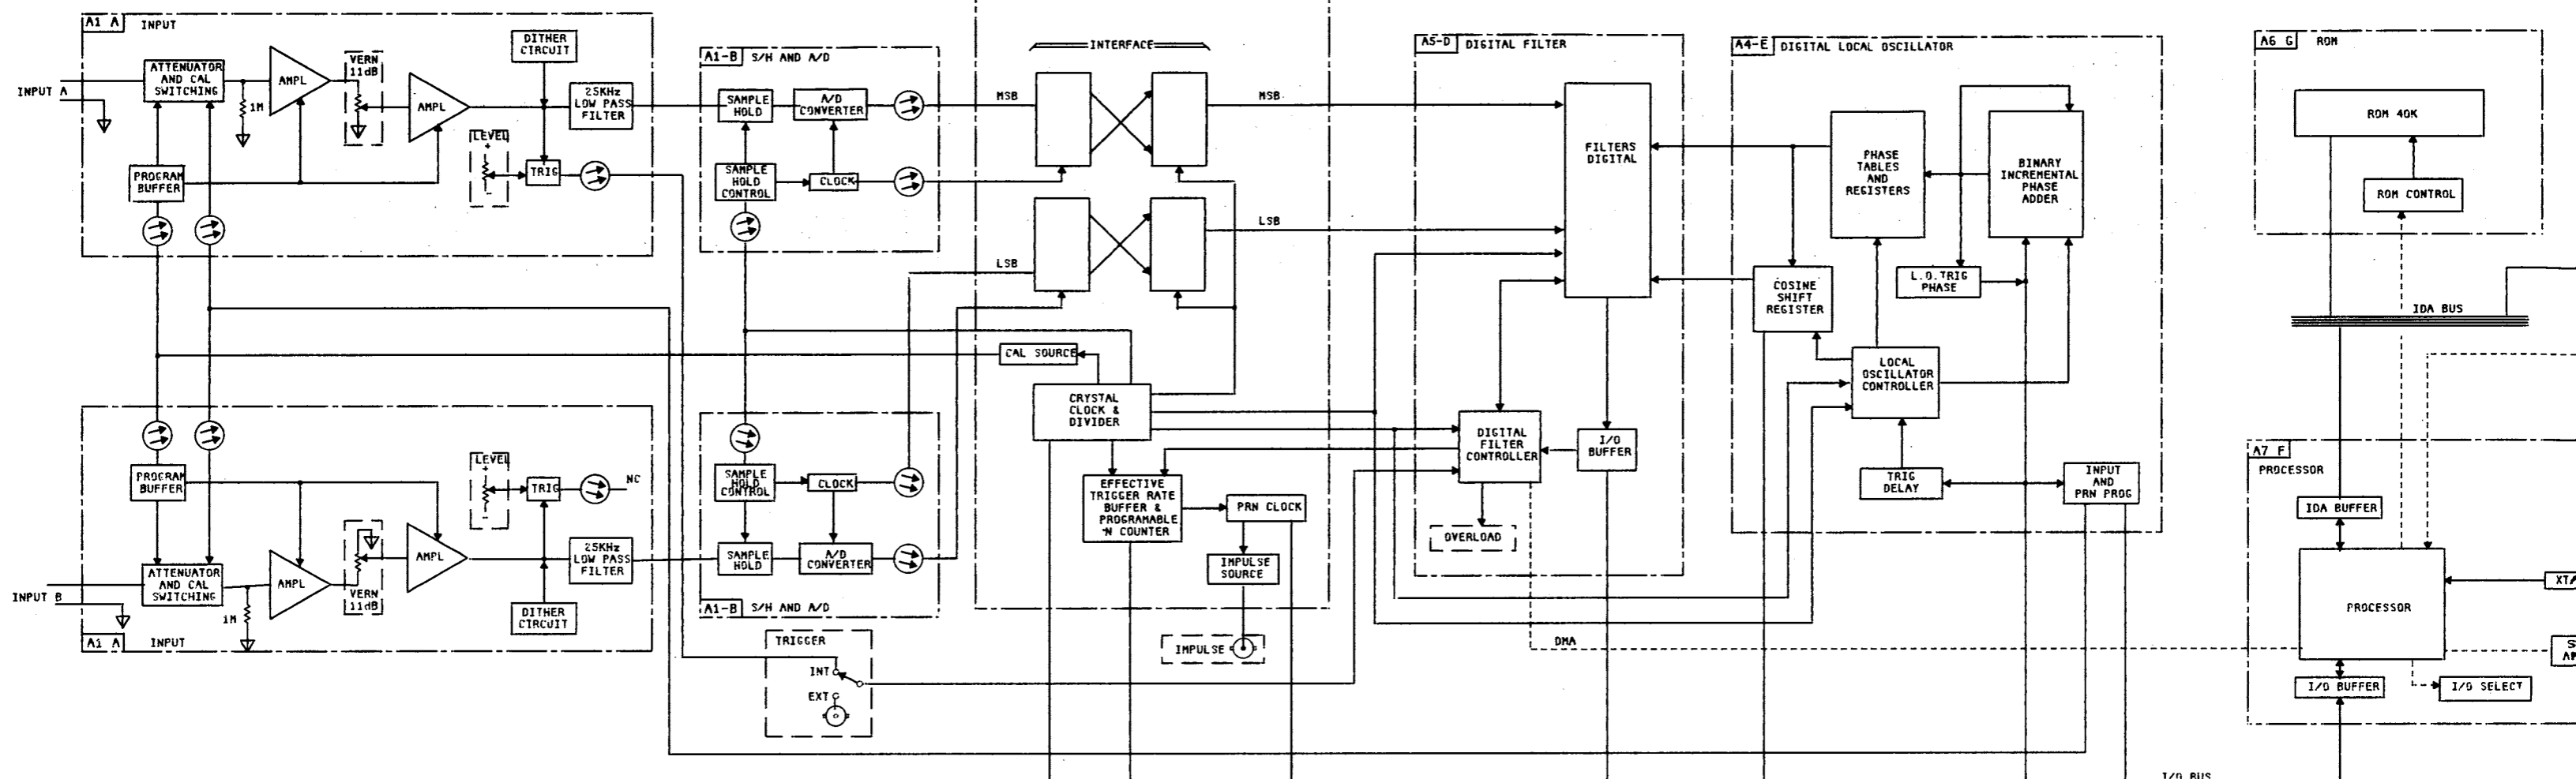 A1 A
INPUT
INPUT A
ATTENUATOR
AND CAL
SWITCHING
1M
AMPL
VERN
11dB
AMPL
DITHER
CIRCUIT
25KHz
LOW PASS
FILTER
LEVEL
+
-
TRIG
PROGRAM
BUFFER
A1-B
S/H AND A/D
SAMPLE
HOLD
A/D
CONVERTER
SAMPLE
HOLD
CONTROL
CLOCK
INTERFACE
MSB
MSB
LSB
LSB
CAL SOURCE
CRYSTAL
CLOCK &
DIVIDER
EFFECTIVE
TRIGGER RATE
BUFFER &
PROGRAMABLE
-N COUNTER
PRN CLOCK
IMPULSE
SOURCE
IMPULSE
A5-D
DIGITAL FILTER
FILTERS
DIGITAL
DIGITAL
FILTER
CONTROLLER
I/O
BUFFER
OVERLOAD
DMA
A4-E
DIGITAL LOCAL OSCILLATOR
PHASE
TABLES
AND
REGISTERS
BINARY
INCREMENTAL
PHASE
ADDER
L.O.TRIG
PHASE
COSINE
SHIFT
REGISTER
LOCAL
OSCILLATOR
CONTROLLER
TRIG
DELAY
INPUT
AND
PRN PROG
A6 G
ROM
ROM 40K
ROM CONTROL
IDA BUS
A7 F
PROCESSOR
IDA BUFFER
PROCESSOR
I/O BUFFER
I/O SELECT
I/O BUS
PROGRAM
BUFFER
LEVEL
+
-
TRIG
NC
INPUT B
ATTENUATOR
AND CAL
SWITCHING
1M
AMPL
VERN
11dB
AMPL
25KHz
LOW PASS
FILTER
DITHER
CIRCUIT
A1 A
INPUT
SAMPLE
HOLD
CONTROL
CLOCK
SAMPLE
HOLD
A/D
CONVERTER
A1-B
S/H AND A/D
TRIGGER
INT
EXT